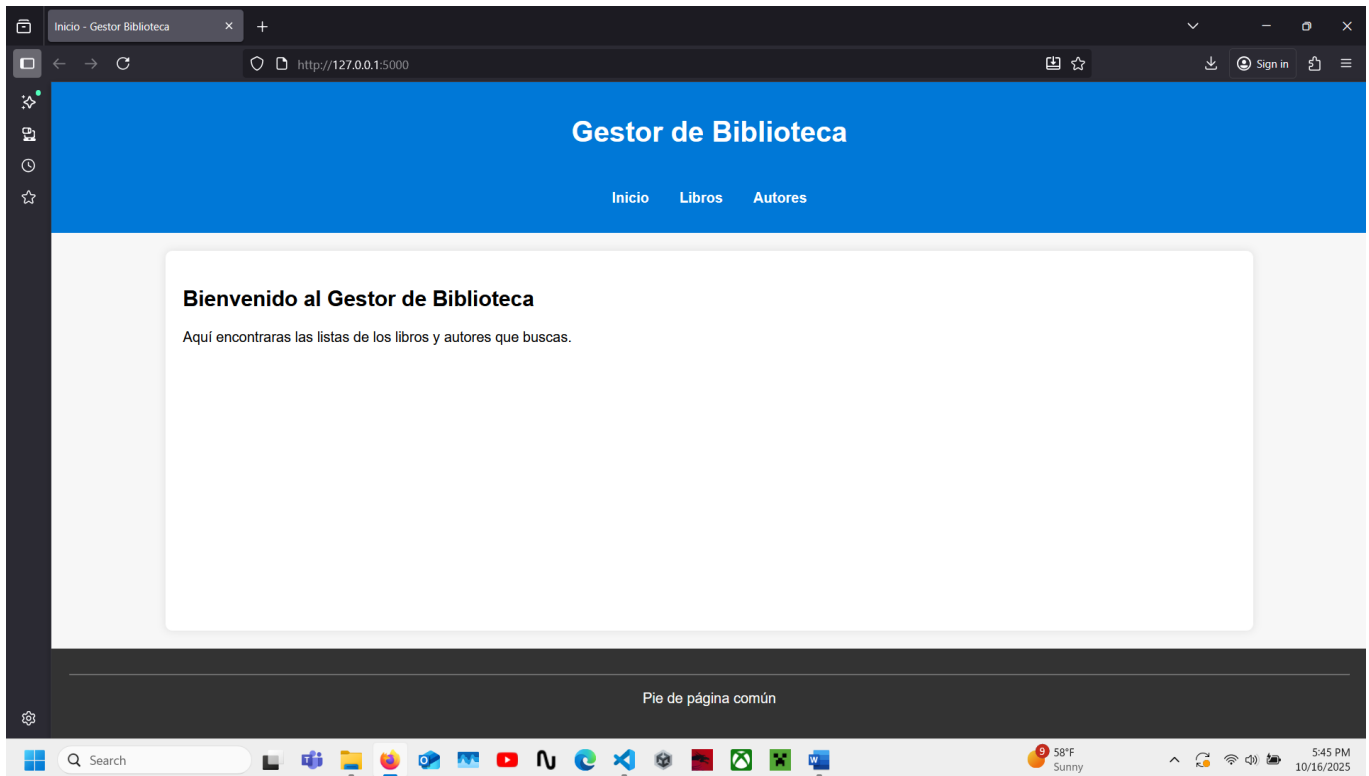 Inicio - Gestor Biblioteca
http://127.0.0.1:5000
Sign in
Gestor de Biblioteca
Inicio Libros Autores
Bienvenido al Gestor de Biblioteca
Aquí encontraras las listas de los libros y autores que buscas.
Pie de página común
Search
9
58°F
Sunny
5:45 PM
10/16/2025